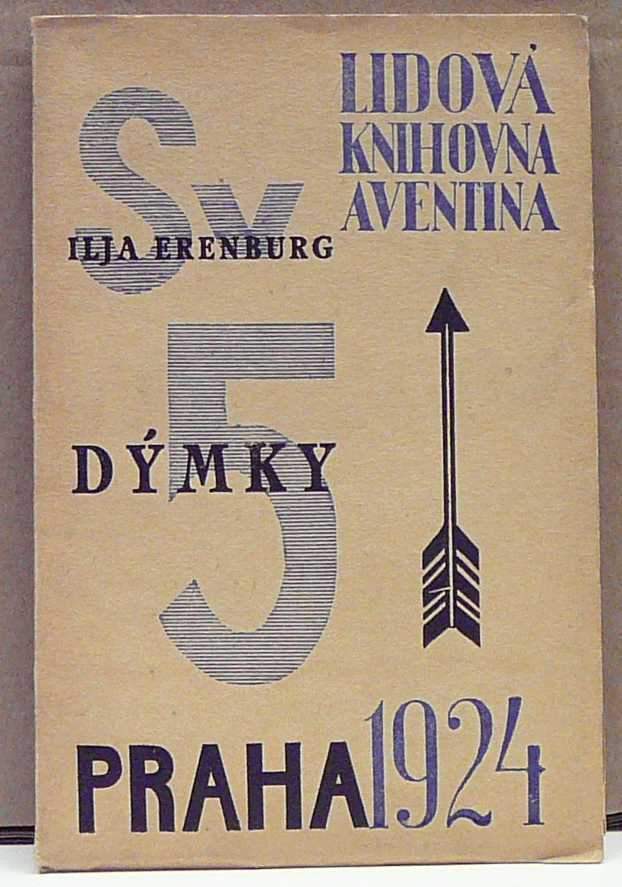 LIDOVÁ
KNIHOVNA
AVENTINA
Sv
ILJA ERENBURG
5
DÝMKY
PRAHA 1924